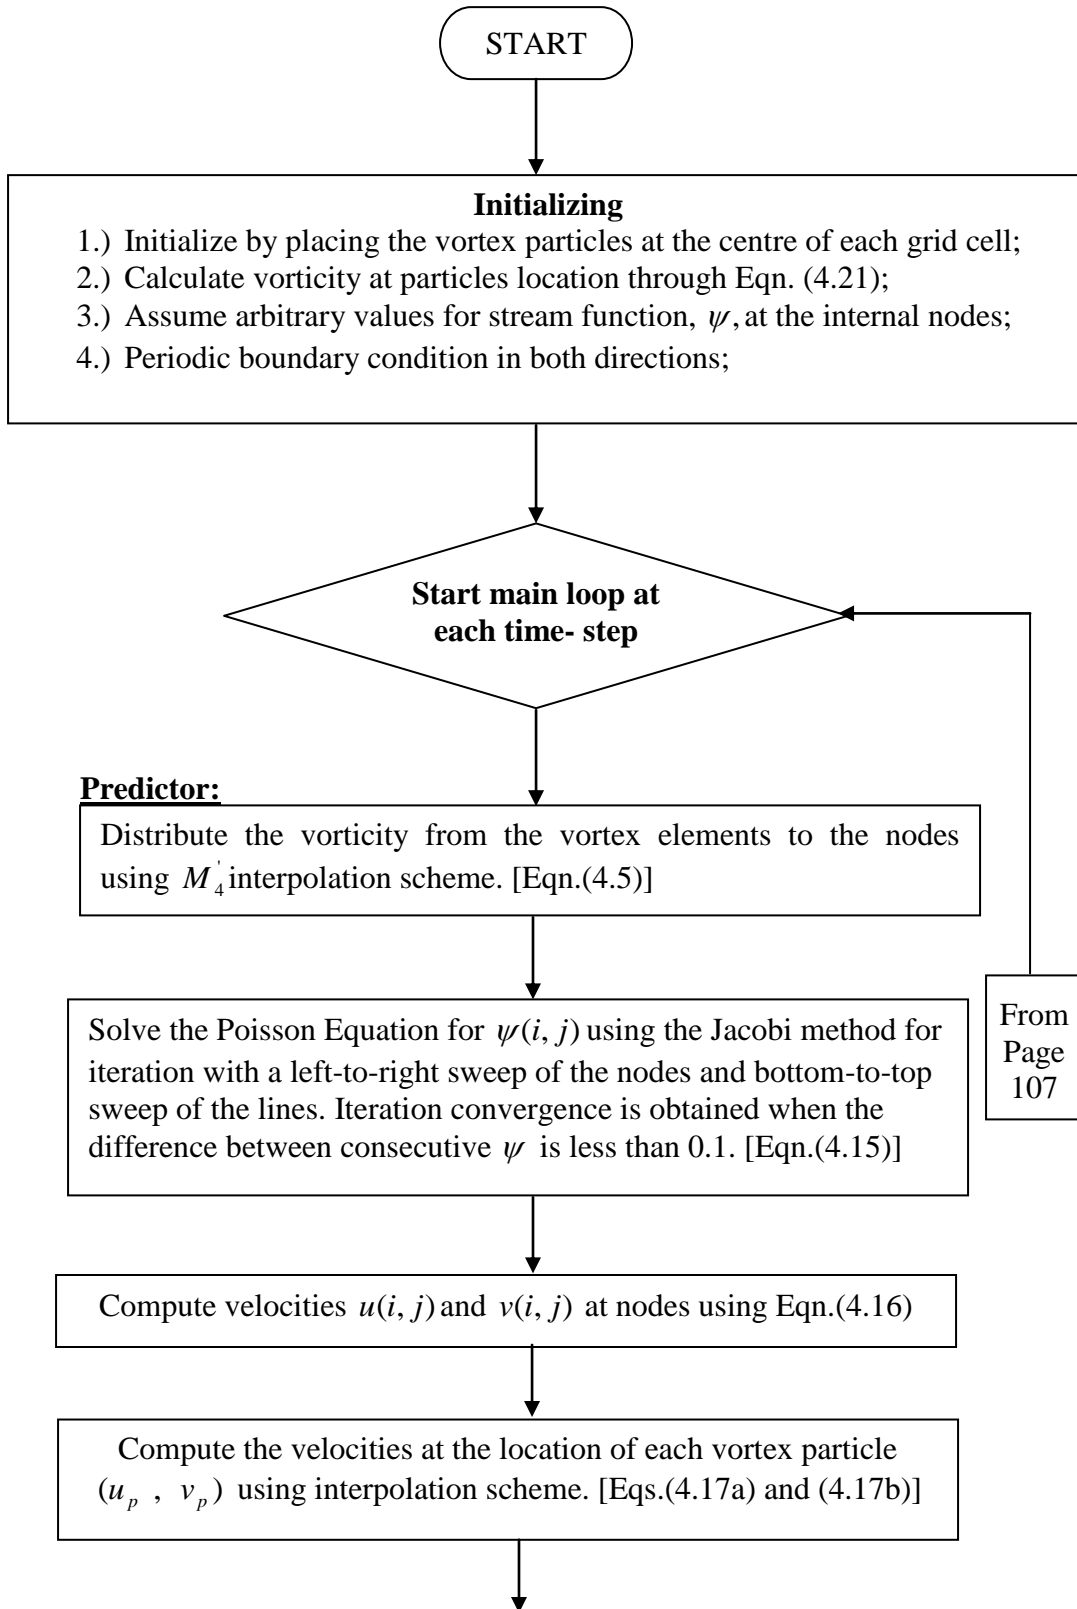 START
Initializing
1.) Initialize by placing the vortex particles at the centre of each grid cell;
2.) Calculate vorticity at particles location through Eqn. (4.21);
3.) Assume arbitrary values for stream function, ψ, at the internal nodes;
4.) Periodic boundary condition in both directions;
Start main loop at
each time- step
Predictor:
Distribute the vorticity from the vortex elements to the nodes
using M₄' interpolation scheme. [Eqn.(4.5)]
Solve the Poisson Equation for ψ(i, j) using the Jacobi method for
iteration with a left-to-right sweep of the nodes and bottom-to-top
sweep of the lines. Iteration convergence is obtained when the
difference between consecutive ψ is less than 0.1. [Eqn.(4.15)]
From
Page
107
Compute velocities u(i, j) and v(i, j) at nodes using Eqn.(4.16)
Compute the velocities at the location of each vortex particle
(u_p , v_p) using interpolation scheme. [Eqs.(4.17a) and (4.17b)]